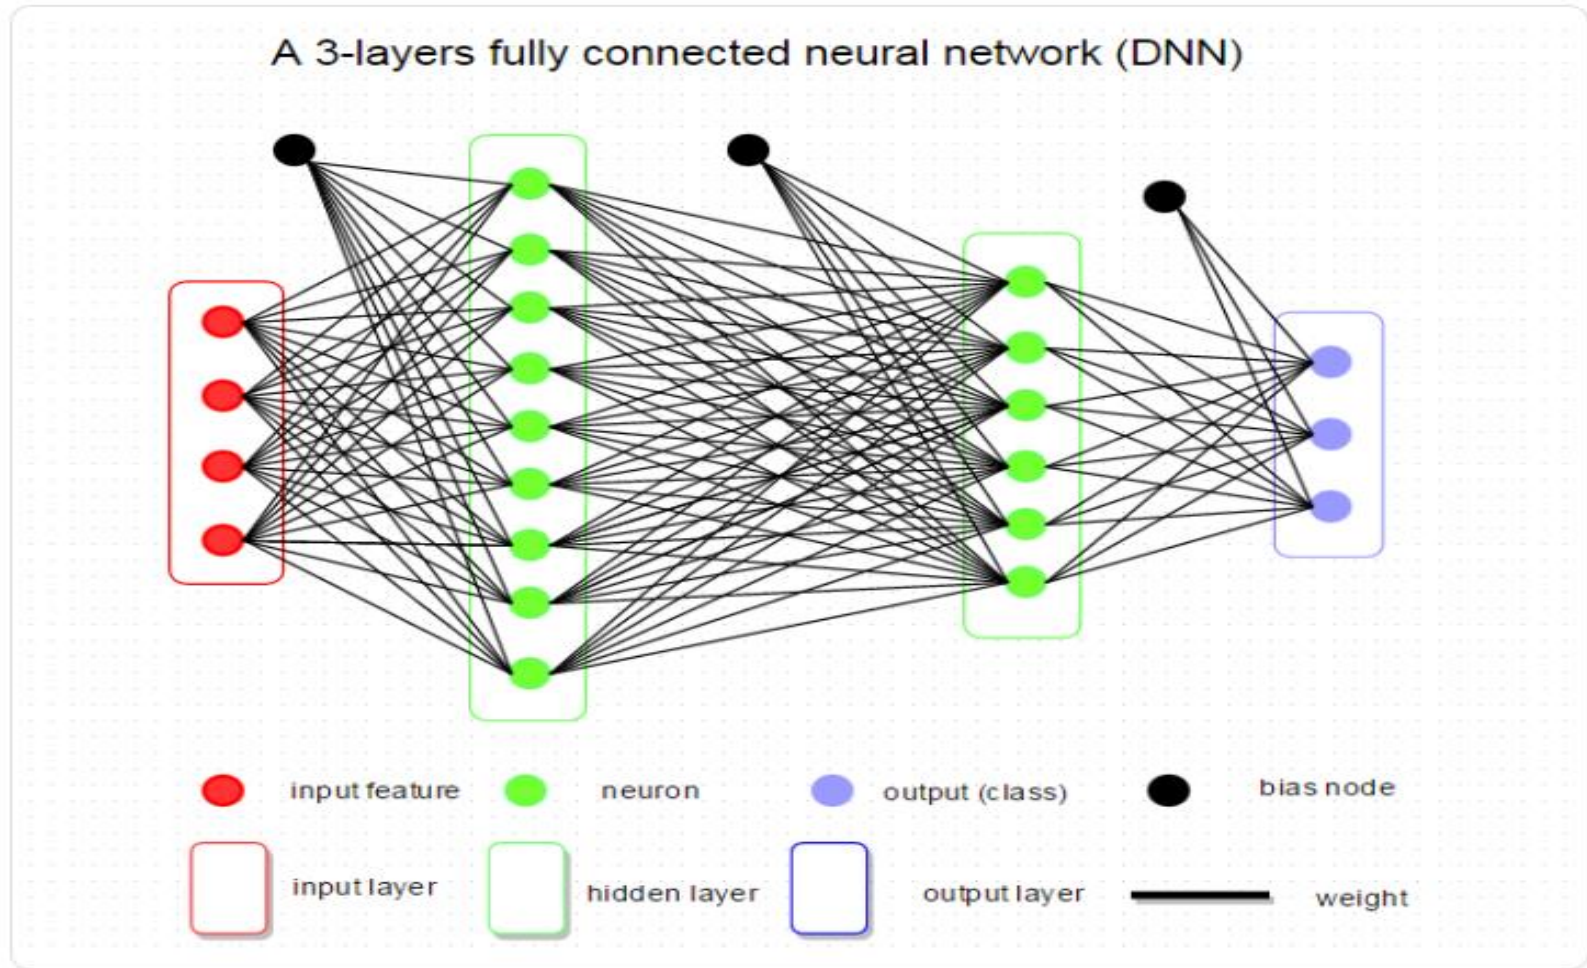 A 3-layers fully connected neural network (DNN)
input feature
neuron
output (class)
bias node
input layer
hidden layer
output layer
weight